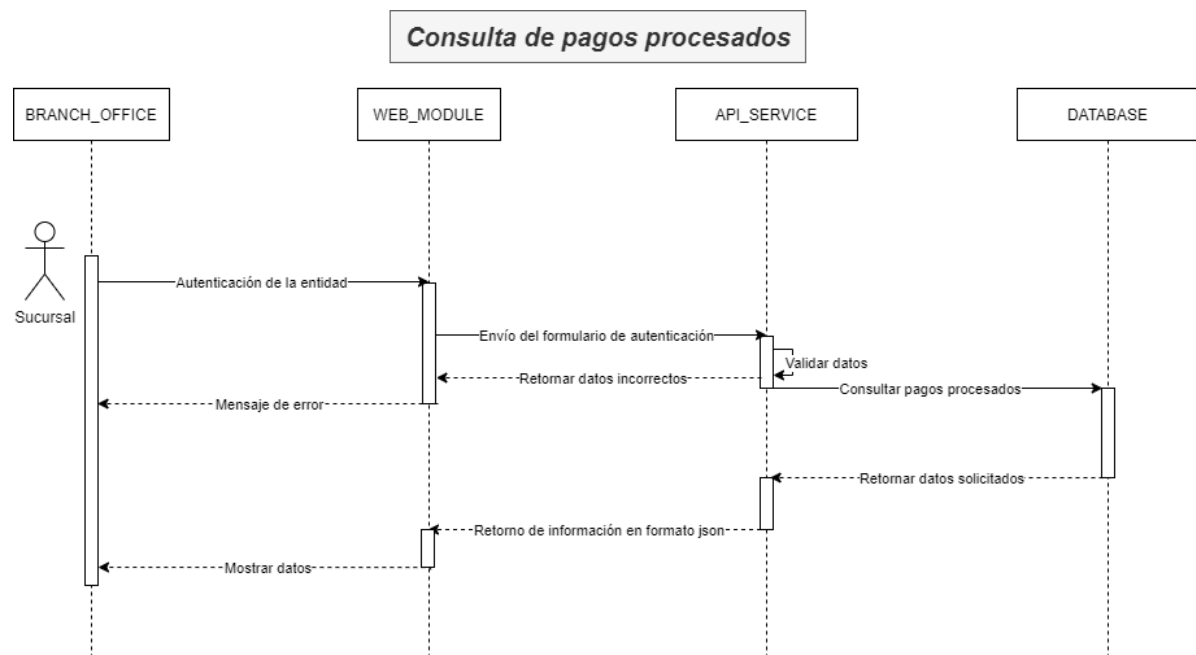 Consulta de pagos procesados
BRANCH_OFFICE
WEB_MODULE
API_SERVICE
DATABASE
Sucursal
Autenticación de la entidad
Envío del formulario de autenticación
Validar datos
Retornar datos incorrectos
Consultar pagos procesados
Mensaje de error
Retornar datos solicitados
Retorno de información en formato json
Mostrar datos